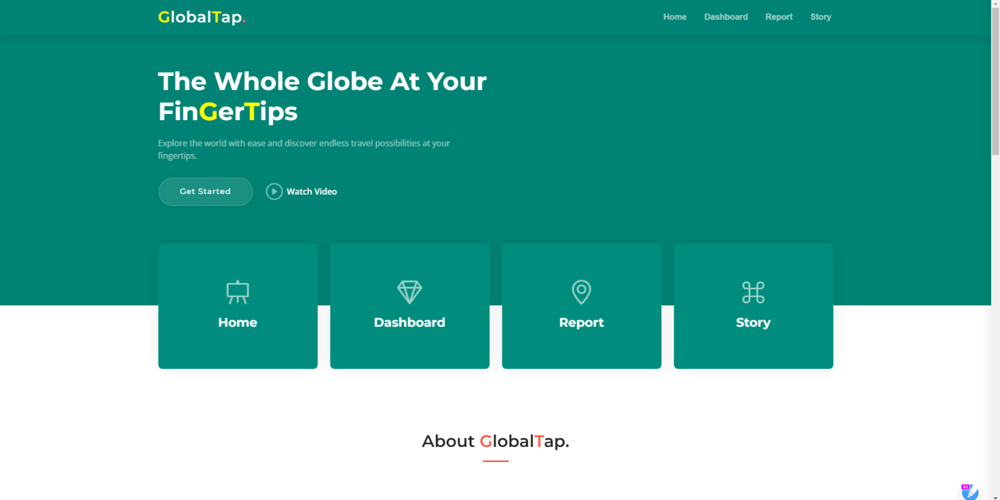 GlobalTap.
Home Dashboard Report Story
The Whole Globe At Your
FinGerTips
Explore the world with ease and discover endless travel possibilities at your
fingertips.
Get Started
Watch Video
Home
Dashboard
Report
Story
About GlobalTap.
AI